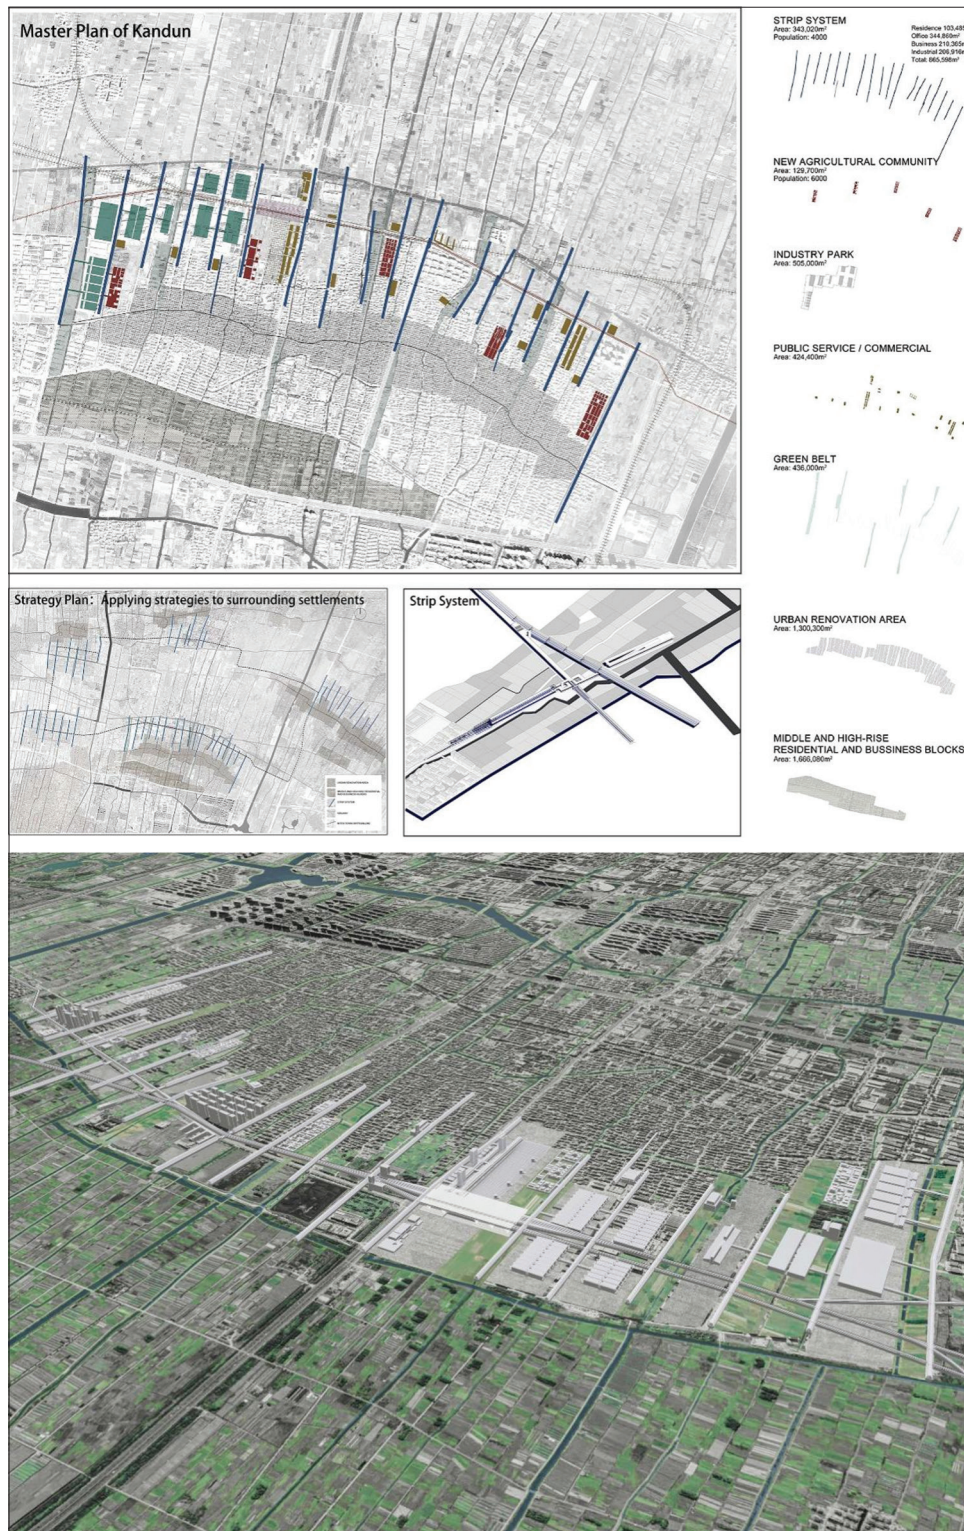 Master Plan of Kandun
STRIP SYSTEM
Area: 343,020m²
Population: 4000
Residence 103,485
Office 344,860m²
Business 210,365m
Industrial 206,916m
Total: 865,598m²
NEW AGRICULTURAL COMMUNITY
Area: 129,700m²
Population: 6000
INDUSTRY PARK
Area: 505,000m²
PUBLIC SERVICE / COMMERCIAL
Area: 424,400m²
GREEN BELT
Area: 436,000m²
Strategy Plan: Applying strategies to surrounding settlements
Strip System
URBAN RENOVATION AREA
Area: 1,300,300m²
MIDDLE AND HIGH-RISE
RESIDENTIAL AND BUSSINESS BLOCKS
Area: 1,666,080m²